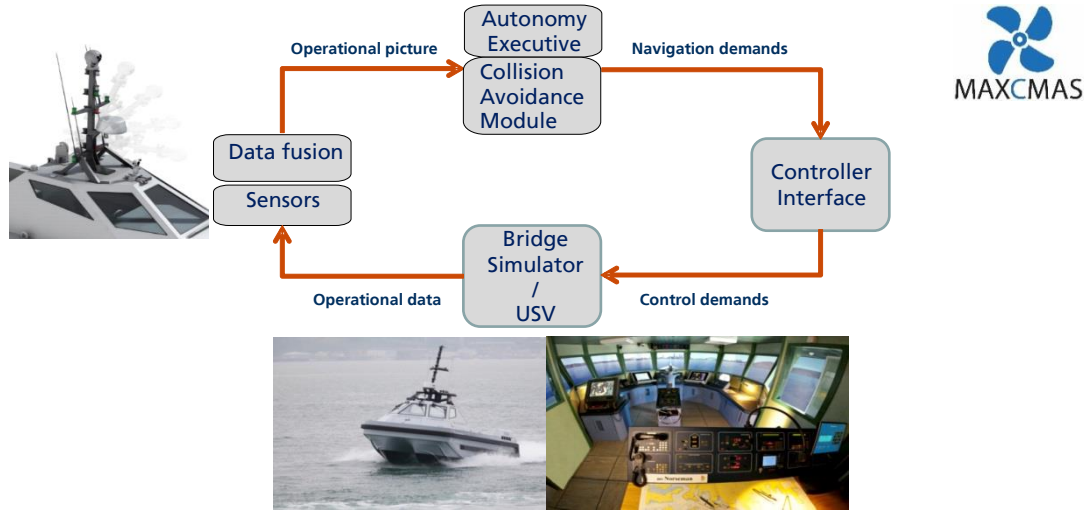 Operational picture
Autonomy
Executive
Navigation demands
Collision
Avoidance
Module
MAXCMAS
Data fusion
Sensors
Controller
Interface
Bridge
Simulator
/
USV
Operational data
Control demands
Norseman